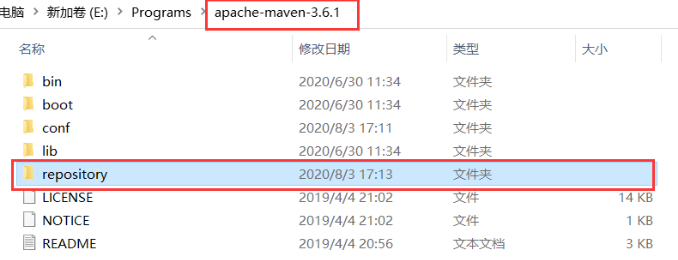 电脑 > 新加卷 (E:) > Programs > apache-maven-3.6.1
名称 修改日期 类型 大小
bin 2020/6/30 11:34 文件夹
boot 2020/6/30 11:34 文件夹
conf 2020/8/3 17:11 文件夹
lib 2020/6/30 11:34 文件夹
repository 2020/8/3 17:13 文件夹
LICENSE 2019/4/4 21:02 文件 14 KB
NOTICE 2019/4/4 21:02 文件 1 KB
README 2019/4/4 20:56 文本文档 3 KB